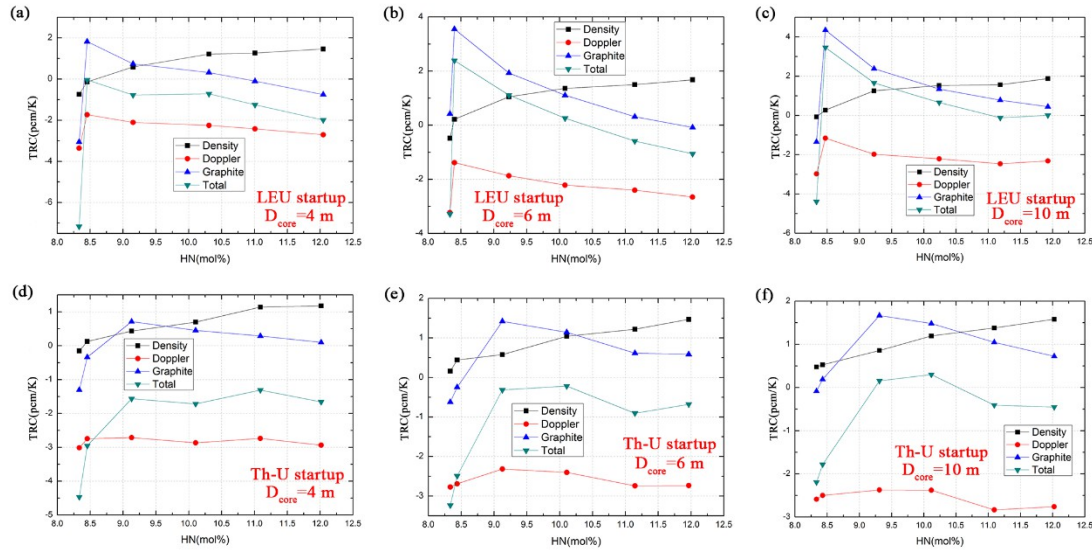 (a)
2
0
-2
-4
-6
TRC(pcm/K)
Density
Doppler
Graphite
Total
LEU startup
D_core=4 m
8.0 8.5 9.0 9.5 10.0 10.5 11.0 11.5 12.0 12.5
HN(mol%)
(b)
6
4
2
0
-2
-4
TRC(pcm/K)
Density
Doppler
Graphite
Total
LEU startup
D_core=6 m
8.0 8.5 9.0 9.5 10.0 10.5 11.0 11.5 12.0 12.5
HN(mol%)
(c)
6
4
2
0
-2
-4
-6
TRC(pcm/K)
Density
Doppler
Graphite
Total
LEU startup
D_core=10 m
8.0 8.5 9.0 9.5 10.0 10.5 11.0 11.5 12.0 12.5
HN(mol%)
(d)
1
0
-1
-2
-3
-4
-5
TRC(pcm/K)
Density
Doppler
Graphite
Total
Th-U startup
D_core=4 m
8.0 8.5 9.0 9.5 10.0 10.5 11.0 11.5 12.0 12.5
HN(mol%)
(e)
2
1
0
-1
-2
-3
TRC(pcm/K)
Density
Doppler
Graphite
Total
Th-U startup
D_core=6 m
8.0 8.5 9.0 9.5 10.0 10.5 11.0 11.5 12.0 12.5
HN(mol%)
(f)
2
1
0
-1
-2
-3
TRC(pcm/K)
Density
Doppler
Graphite
Total
Th-U startup
D_core=10 m
8.0 8.5 9.0 9.5 10.0 10.5 11.0 11.5 12.0 12.5
HN(mol%)